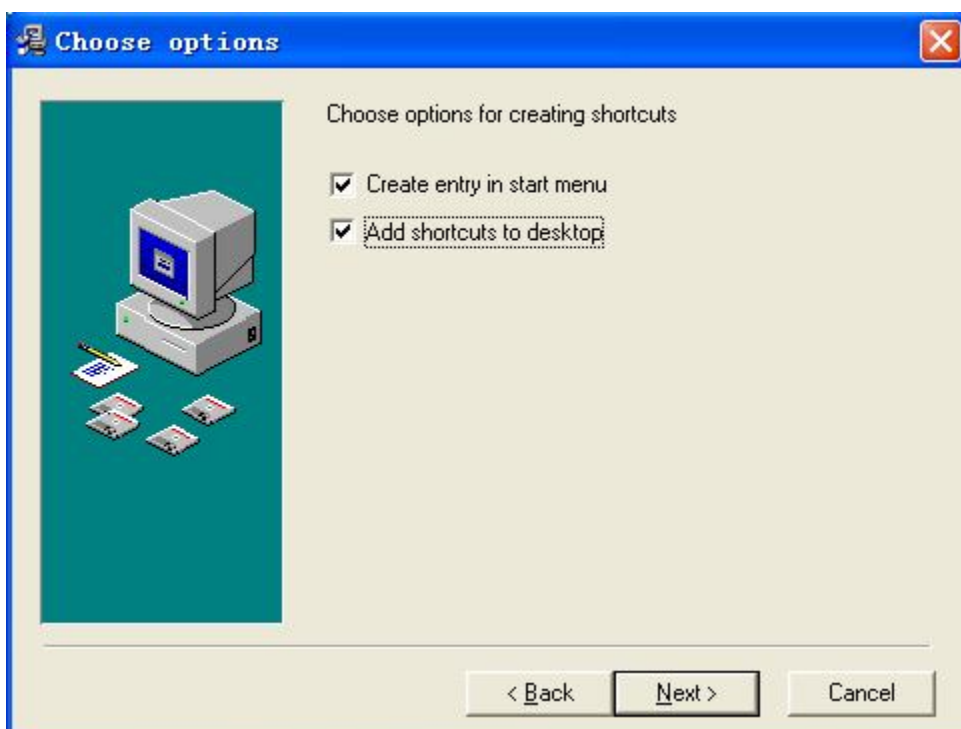 Choose options
Choose options for creating shortcuts
Create entry in start menu
Add shortcuts to desktop
< Back
Next >
Cancel